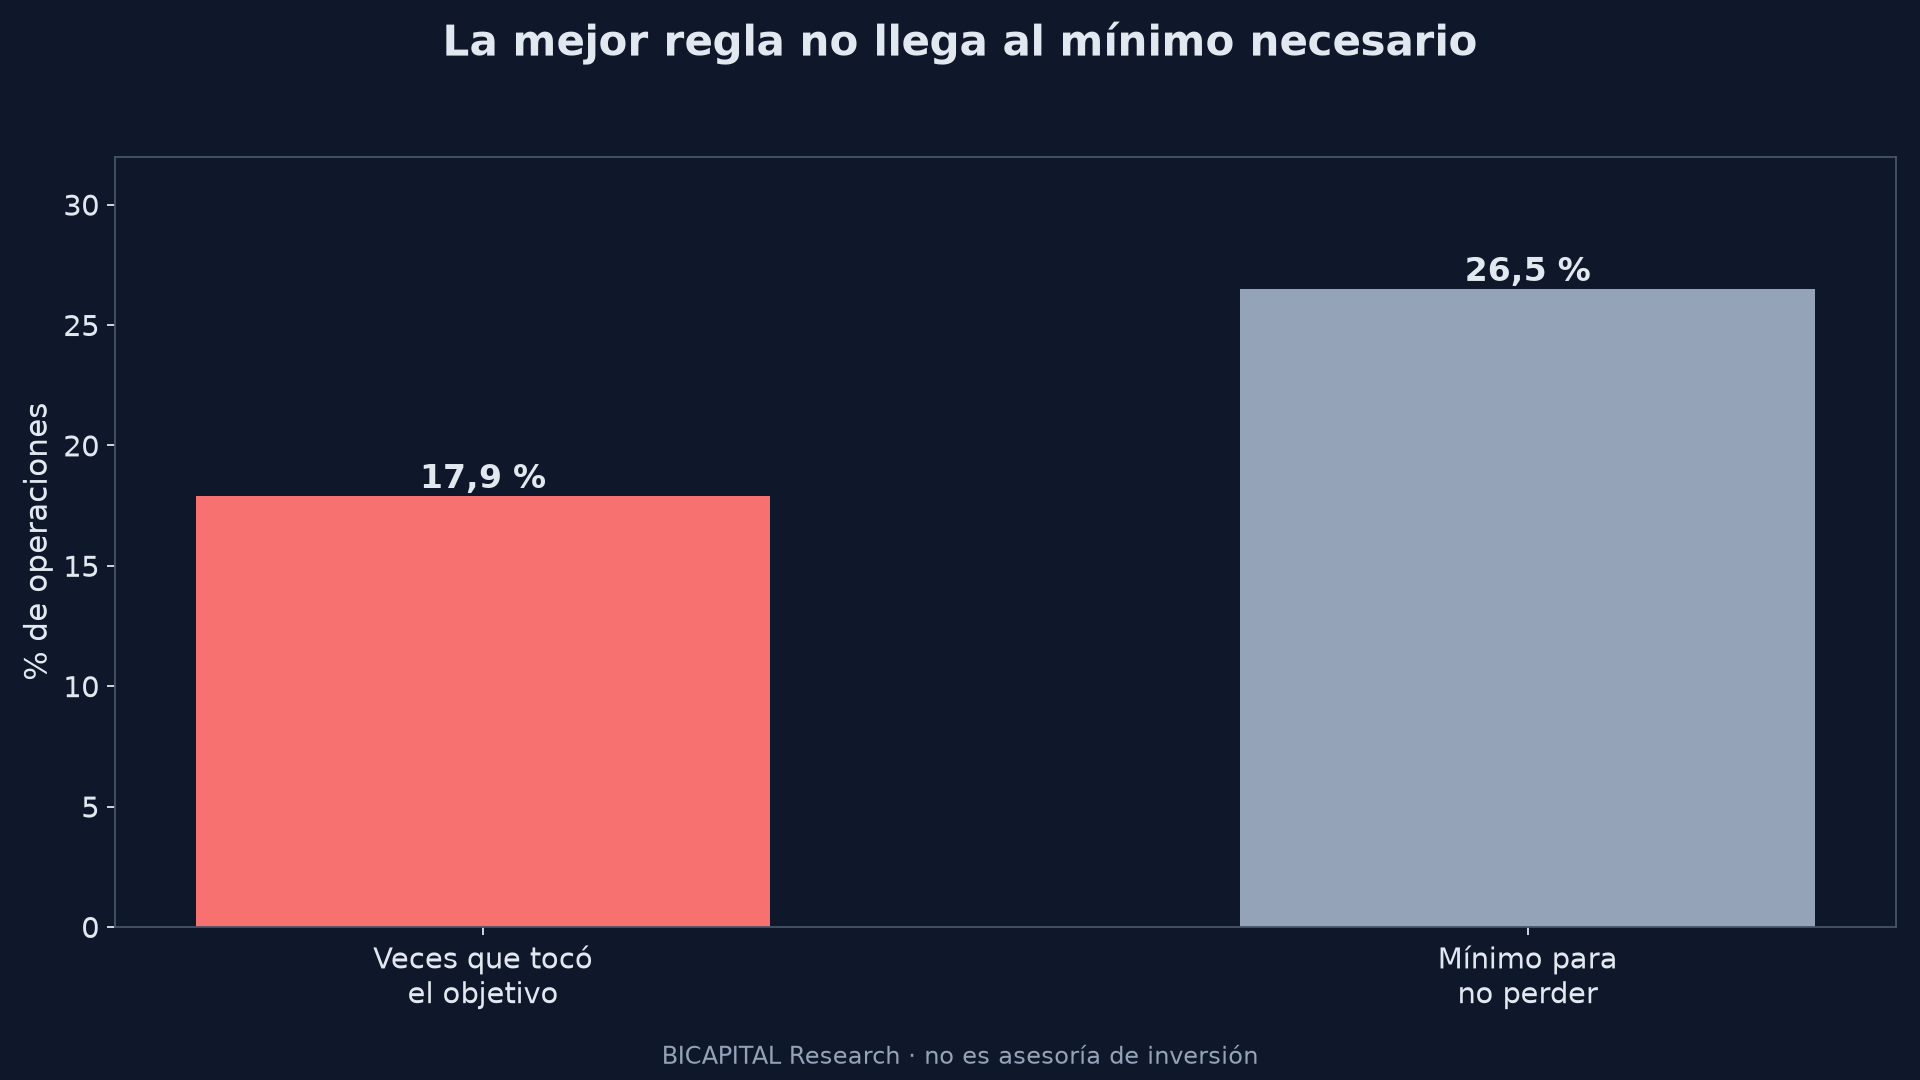 La mejor regla no llega al mínimo necesario
% de operaciones
30
25
20
15
10
5
0
17,9 %
26,5 %
Veces que tocó
el objetivo
Mínimo para
no perder
BICAPITAL Research · no es asesoría de inversión